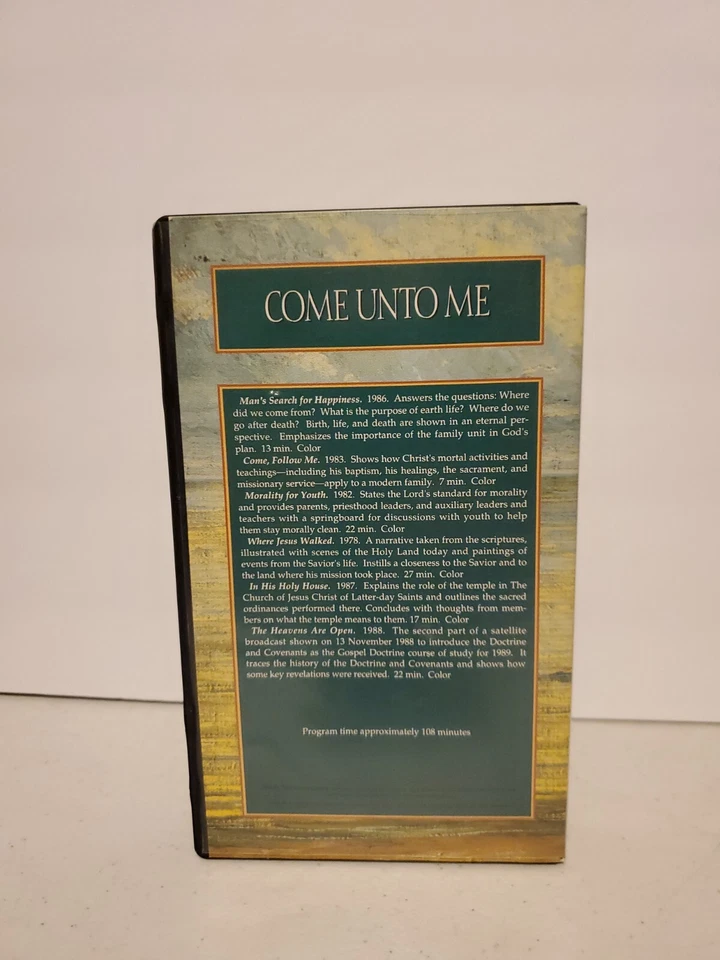 COME UNTO ME
Man's Search for Happiness. 1986. Answers the questions: Where
did we come from? What is the purpose of earth life? Where do we
go after death? Birth, life, and death are shown in an eternal per-
spective. Emphasizes the importance of the family unit in God's
plan. 13 min. Color
Come, Follow Me. 1983. Shows how Christ's mortal activities and
teachings—including his baptism, his healings, the sacrament, and
missionary service—apply to a modern family. 7 min. Color
Morality for Youth. 1982. States the Lord's standard for morality
and provides parents, priesthood leaders, and auxiliary leaders and
teachers with a springboard for discussions with youth to help
them stay morally clean. 22 min. Color
Where Jesus Walked. 1978. A narrative taken from the scriptures,
illustrated with scenes of the Holy Land today and paintings of
events from the Savior's life. Instills a closeness to the Savior and to
the land where his mission took place. 27 min. Color
In His Holy House. 1987. Explains the role of the temple in The
Church of Jesus Christ of Latter-day Saints and outlines the sacred
ordinances performed there. Concludes with thoughts from mem-
bers on what the temple means to them. 17 min. Color
The Heavens Are Open. 1988. The second part of a satellite
broadcast shown on 13 November 1988 to introduce the Doctrine
and Covenants as the Gospel Doctrine course of study for 1989. It
traces the history of the Doctrine and Covenants and shows how
some key revelations were received. 22 min. Color
Program time approximately 108 minutes